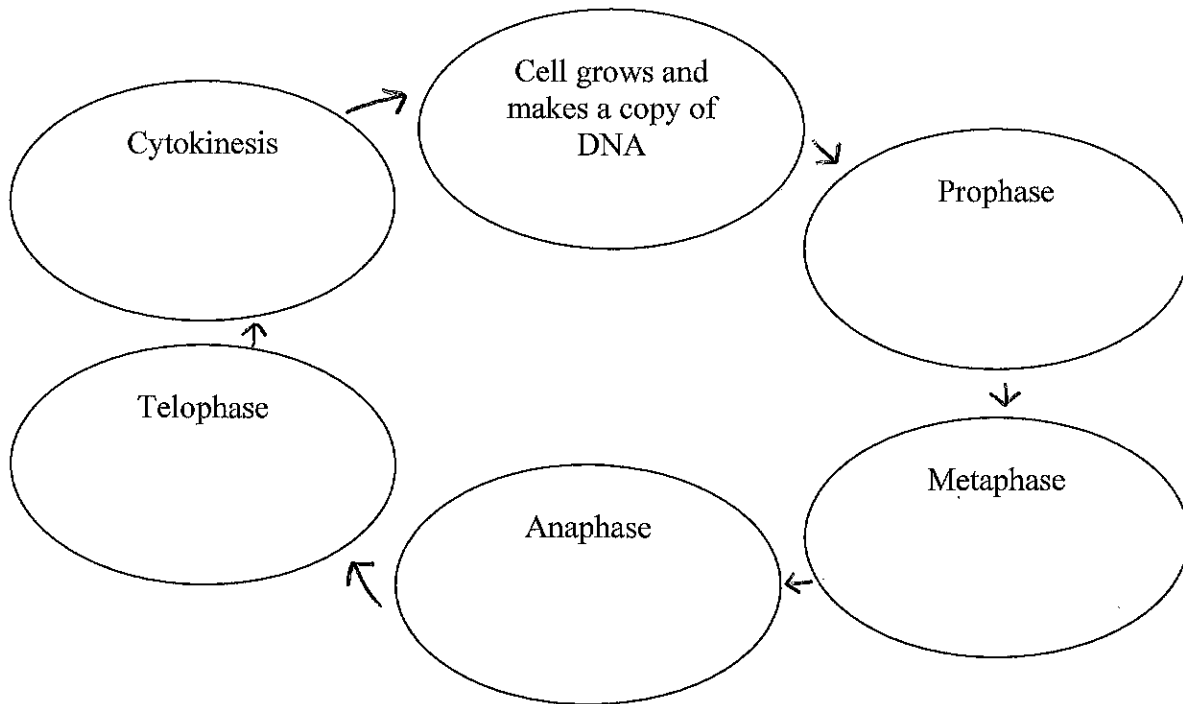 Cell grows and
makes a copy of
DNA
Prophase
Metaphase
Anaphase
Telophase
Cytokinesis